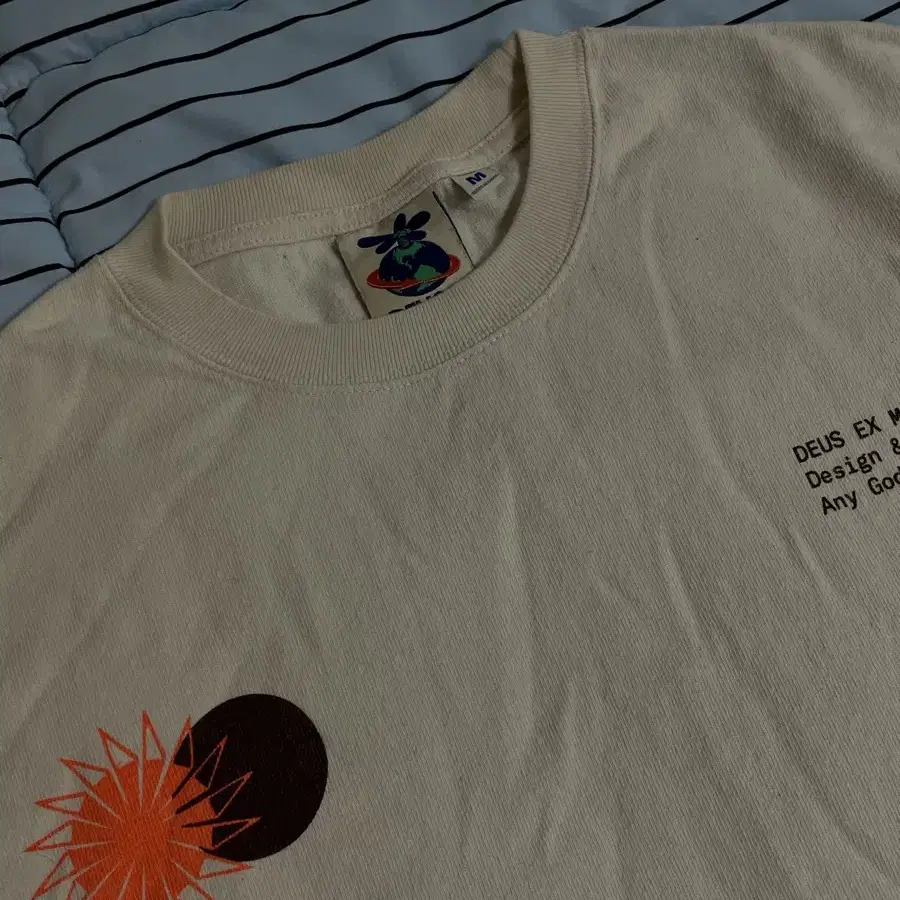 M
DEUS EX
Design &
Any God